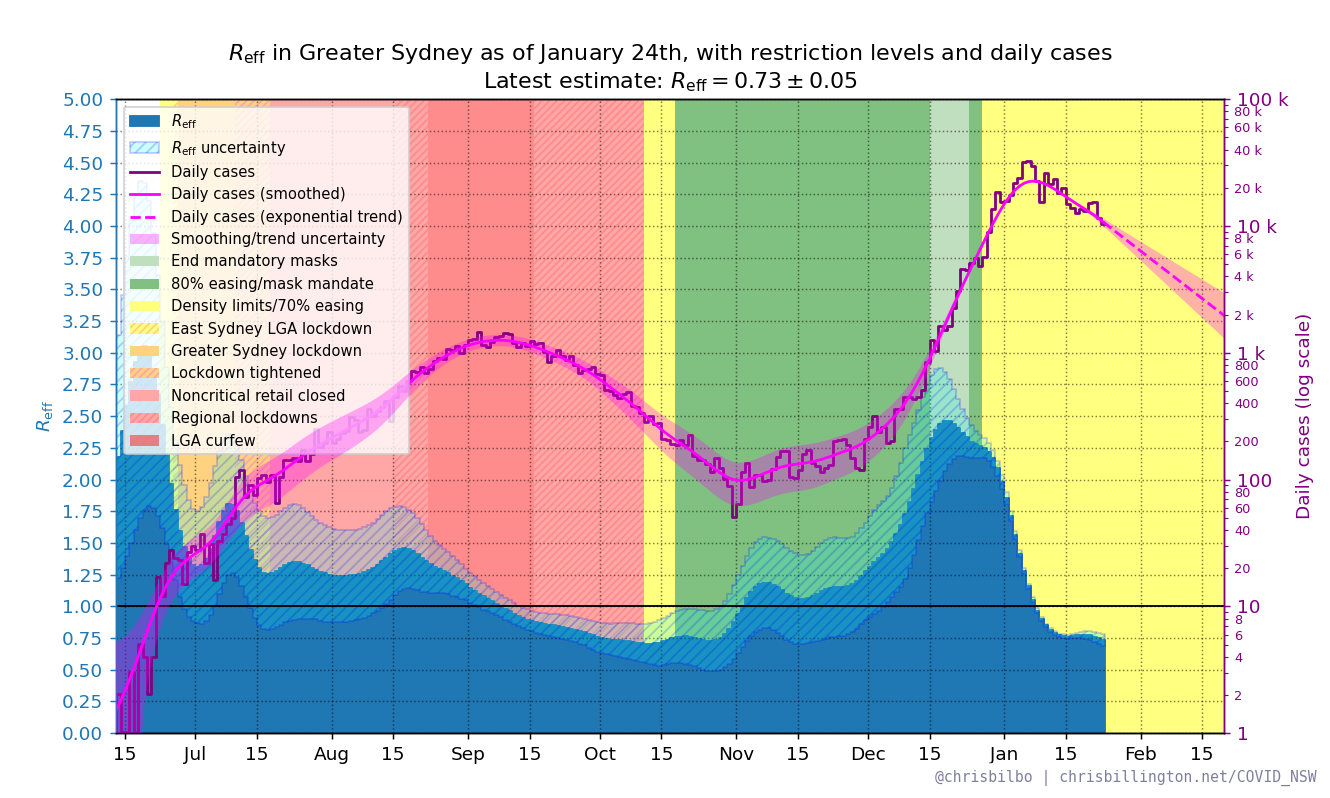 R_eff in Greater Sydney as of January 24th, with restriction levels and daily cases
Latest estimate: R_eff = 0.73 ± 0.05
R_eff
5.00
4.75
4.50
4.25
4.00
3.75
3.50
3.25
3.00
2.75
2.50
2.25
2.00
1.75
1.50
1.25
1.00
0.75
0.50
0.25
0.00
R_eff
R_eff uncertainty
Daily cases
Daily cases (smoothed)
Daily cases (exponential trend)
Smoothing/trend uncertainty
End mandatory masks
80% easing/mask mandate
Density limits/70% easing
East Sydney LGA lockdown
Greater Sydney lockdown
Lockdown tightened
Noncritical retail closed
Regional lockdowns
LGA curfew
100 k
80 k
60 k
40 k
20 k
10 k
8 k
6 k
4 k
2 k
1 k
800
600
400
200
100
80
60
40
20
10
8
6
4
2
1
Daily cases (log scale)
15 Jul 15 Aug 15 Sep 15 Oct 15 Nov 15 Dec 15 Jan 15 Feb 15
@chrisbilbo | chrisbillington.net/COVID_NSW